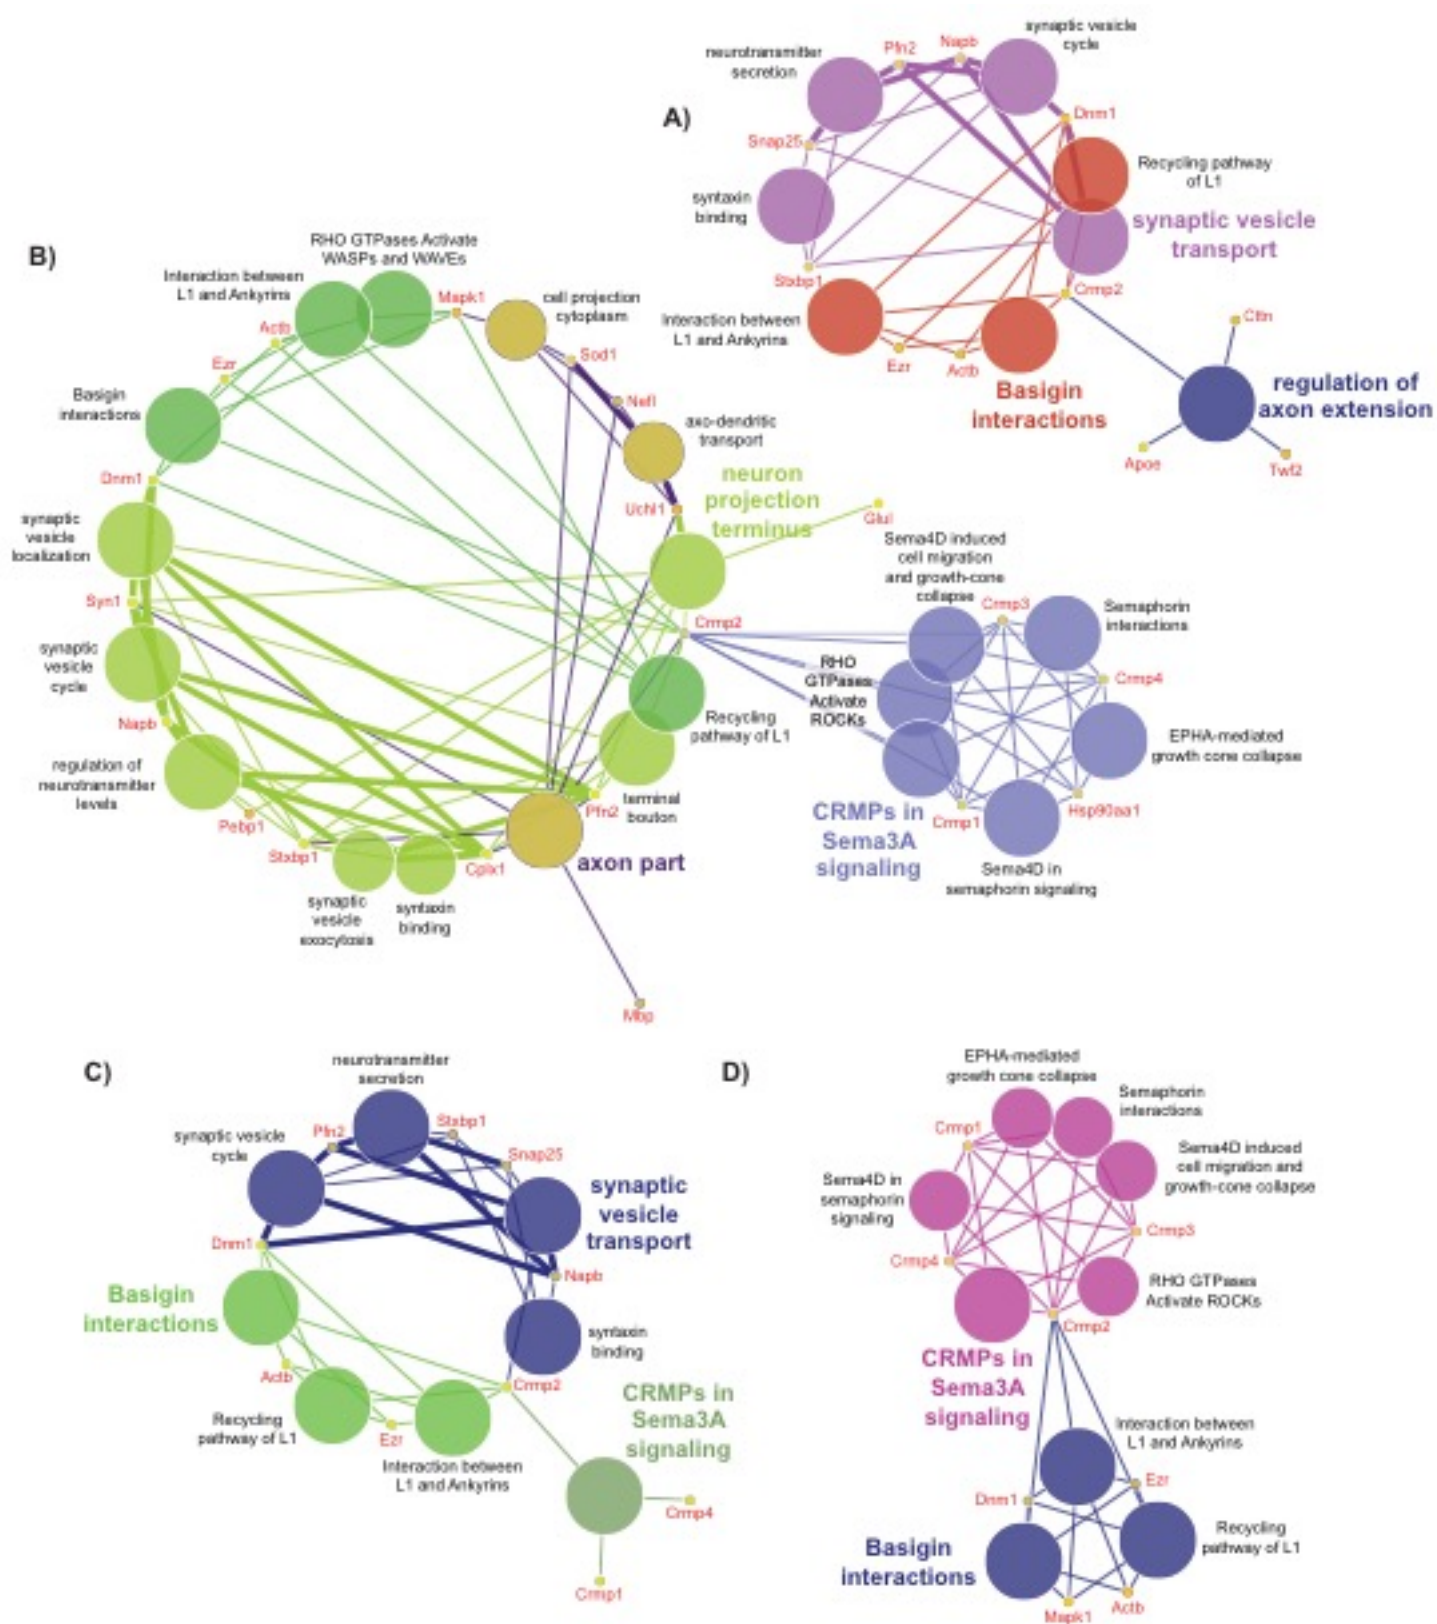 A)
neurotransmitter
secretion
Pfn2
Napb
synaptic vesicle
cycle
Dnm1
Snap25
Recycling pathway
of L1
syntaxin
binding
synaptic vesicle
transport
Stxbp1
Crmp2
Interaction between
L1 and Ankyrins
Ezr
Actb
Basigin
interactions
Cttn
regulation of
axon extension
Apoe
Twf2
B)
RHO GTPases Activate
WASPs and WAVEs
Interaction between
L1 and Ankyrins
Mapk1
cell projection
cytoplasm
Actb
Sod1
Ezr
Nefl
Basigin
interactions
axo-dendritic
transport
Dnm1
Uchl1
neuron
projection
terminus
Glul
synaptic
vesicle
localization
Syn1
Crmp2
synaptic
vesicle
cycle
Napb
Recycling
pathway of L1
regulation of
neurotransmitter
levels
Pebp1
Pfn2
terminal
bouton
Stxbp1
Cplx1
axon part
synaptic
vesicle
exocytosis
syntaxin
binding
Mbp
Sema4D induced
cell migration
and growth-cone
collapse
Crmp3
Semaphorin
interactions
RHO
GTPases
Activate
ROCKs
Crmp4
EPHA-mediated
growth cone collapse
CRMPs in
Sema3A
signaling
Crmp1
Hsp90aa1
Sema4D in
semaphorin signaling
C)
neurotransmitter
secretion
synaptic vesicle
cycle
Pfn2
Stxbp1
Snap25
synaptic
vesicle
transport
Dnm1
Napb
Basigin
interactions
syntaxin
binding
Actb
Crmp2
Recycling
pathway of L1
Ezr
Interaction between
L1 and Ankyrins
CRMPs in
Sema3A
signaling
Crmp4
Crmp1
D)
EPHA-mediated
growth cone collapse
Semaphorin
interactions
Crmp1
Sema4D induced
cell migration and
growth-cone collapse
Sema4D in
semaphorin
signaling
Crmp3
Crmp4
RHO GTPases
Activate ROCKs
Crmp2
CRMPs in
Sema3A
signaling
Interaction between
L1 and Ankyrins
Ezr
Dnm1
Recycling
pathway of L1
Basigin
interactions
Mapk1
Actb